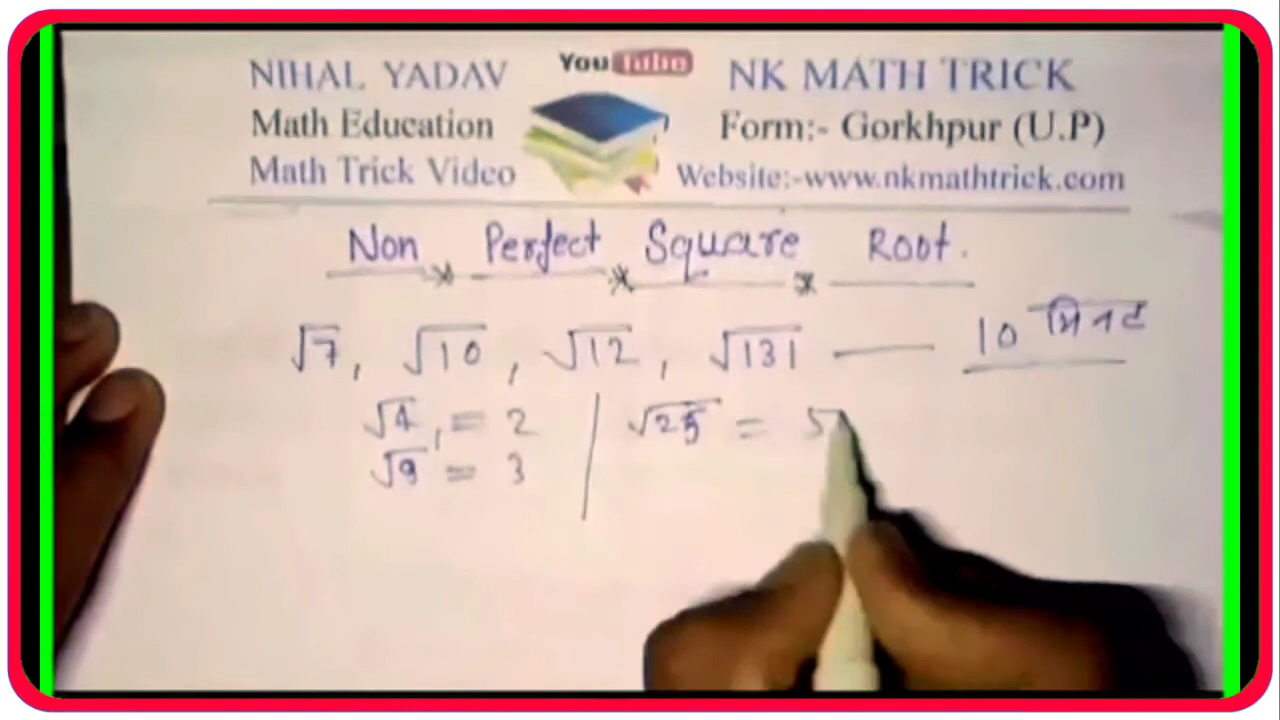 NIHAL YADAV YouTube NK MATH TRICK
Math Education Form:- Gorkhpur (U.P)
Math Trick Video Website:-www.nkmathtrick.com
Non Perfect Square Root.
√7, √10, √12, √131 — 10 मिनट
√4, = 2 √25 = 5
√9 = 3